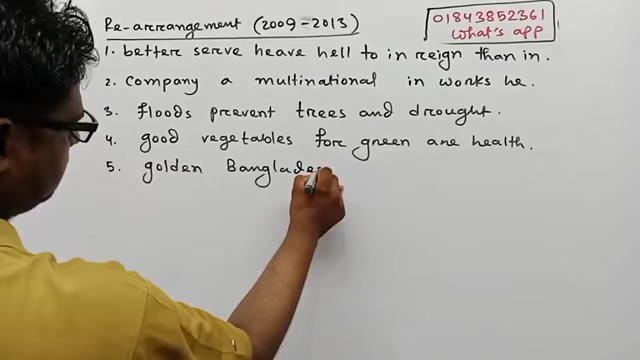 Re-arrangement (2009-2013)
01843852361
What's app
1. better serve heave hell to in reign than in.
2. Company a multinational in works he.
3. floods prevent trees and drought.
4. good vegetables for green are health.
5. golden Banglades